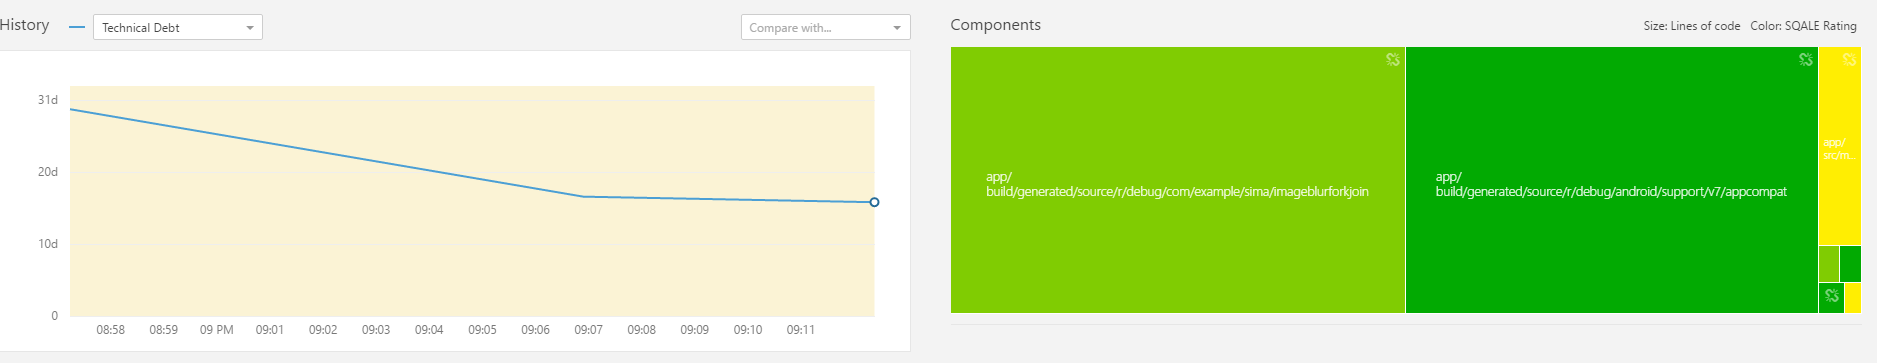 History
Technical Debt
Compare with...
31d
20d
10d
0
08:58 08:59 09 PM 09:01 09:02 09:03 09:04 09:05 09:06 09:07 09:08 09:09 09:10 09:11
Components
Size: Lines of code Color: SQALE Rating
app/
build/generated/source/r/debug/com/example/sima/imageblurforkjoin
app/
build/generated/source/r/debug/android/support/v7/appcompat
app/
src/m...